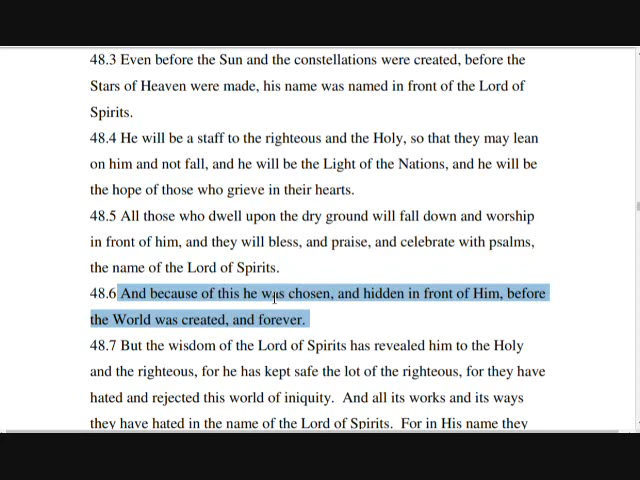 48.3 Even before the Sun and the constellations were created, before the
Stars of Heaven were made, his name was named in front of the Lord of
Spirits.
48.4 He will be a staff to the righteous and the Holy, so that they may lean
on him and not fall, and he will be the Light of the Nations, and he will be
the hope of those who grieve in their hearts.
48.5 All those who dwell upon the dry ground will fall down and worship
in front of him, and they will bless, and praise, and celebrate with psalms,
the name of the Lord of Spirits.
48.6 And because of this he was chosen, and hidden in front of Him, before
the World was created, and forever.
48.7 But the wisdom of the Lord of Spirits has revealed him to the Holy
and the righteous, for he has kept safe the lot of the righteous, for they have
hated and rejected this world of iniquity.  And all its works and its ways
they have hated in the name of the Lord of Spirits.  For in His name they